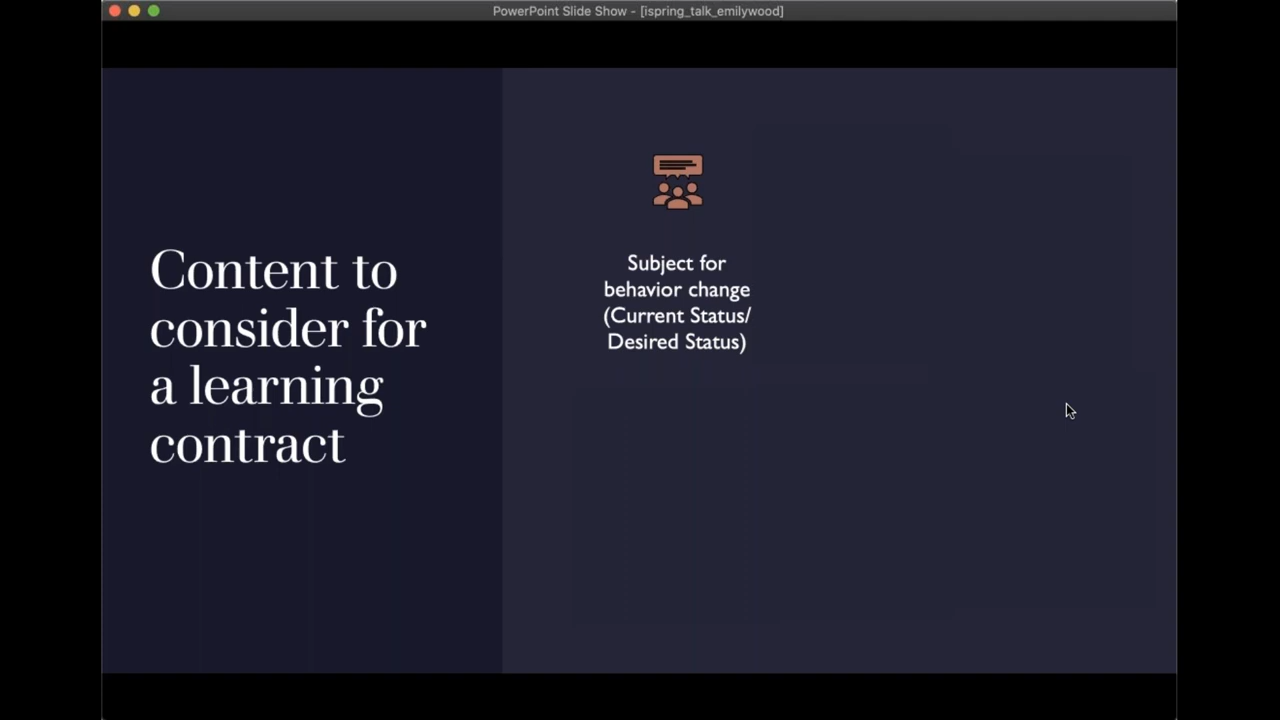 PowerPoint Slide Show - [ispring_talk_emilywood]
Content to
consider for
a learning
contract
Subject for
behavior change
(Current Status/
Desired Status)